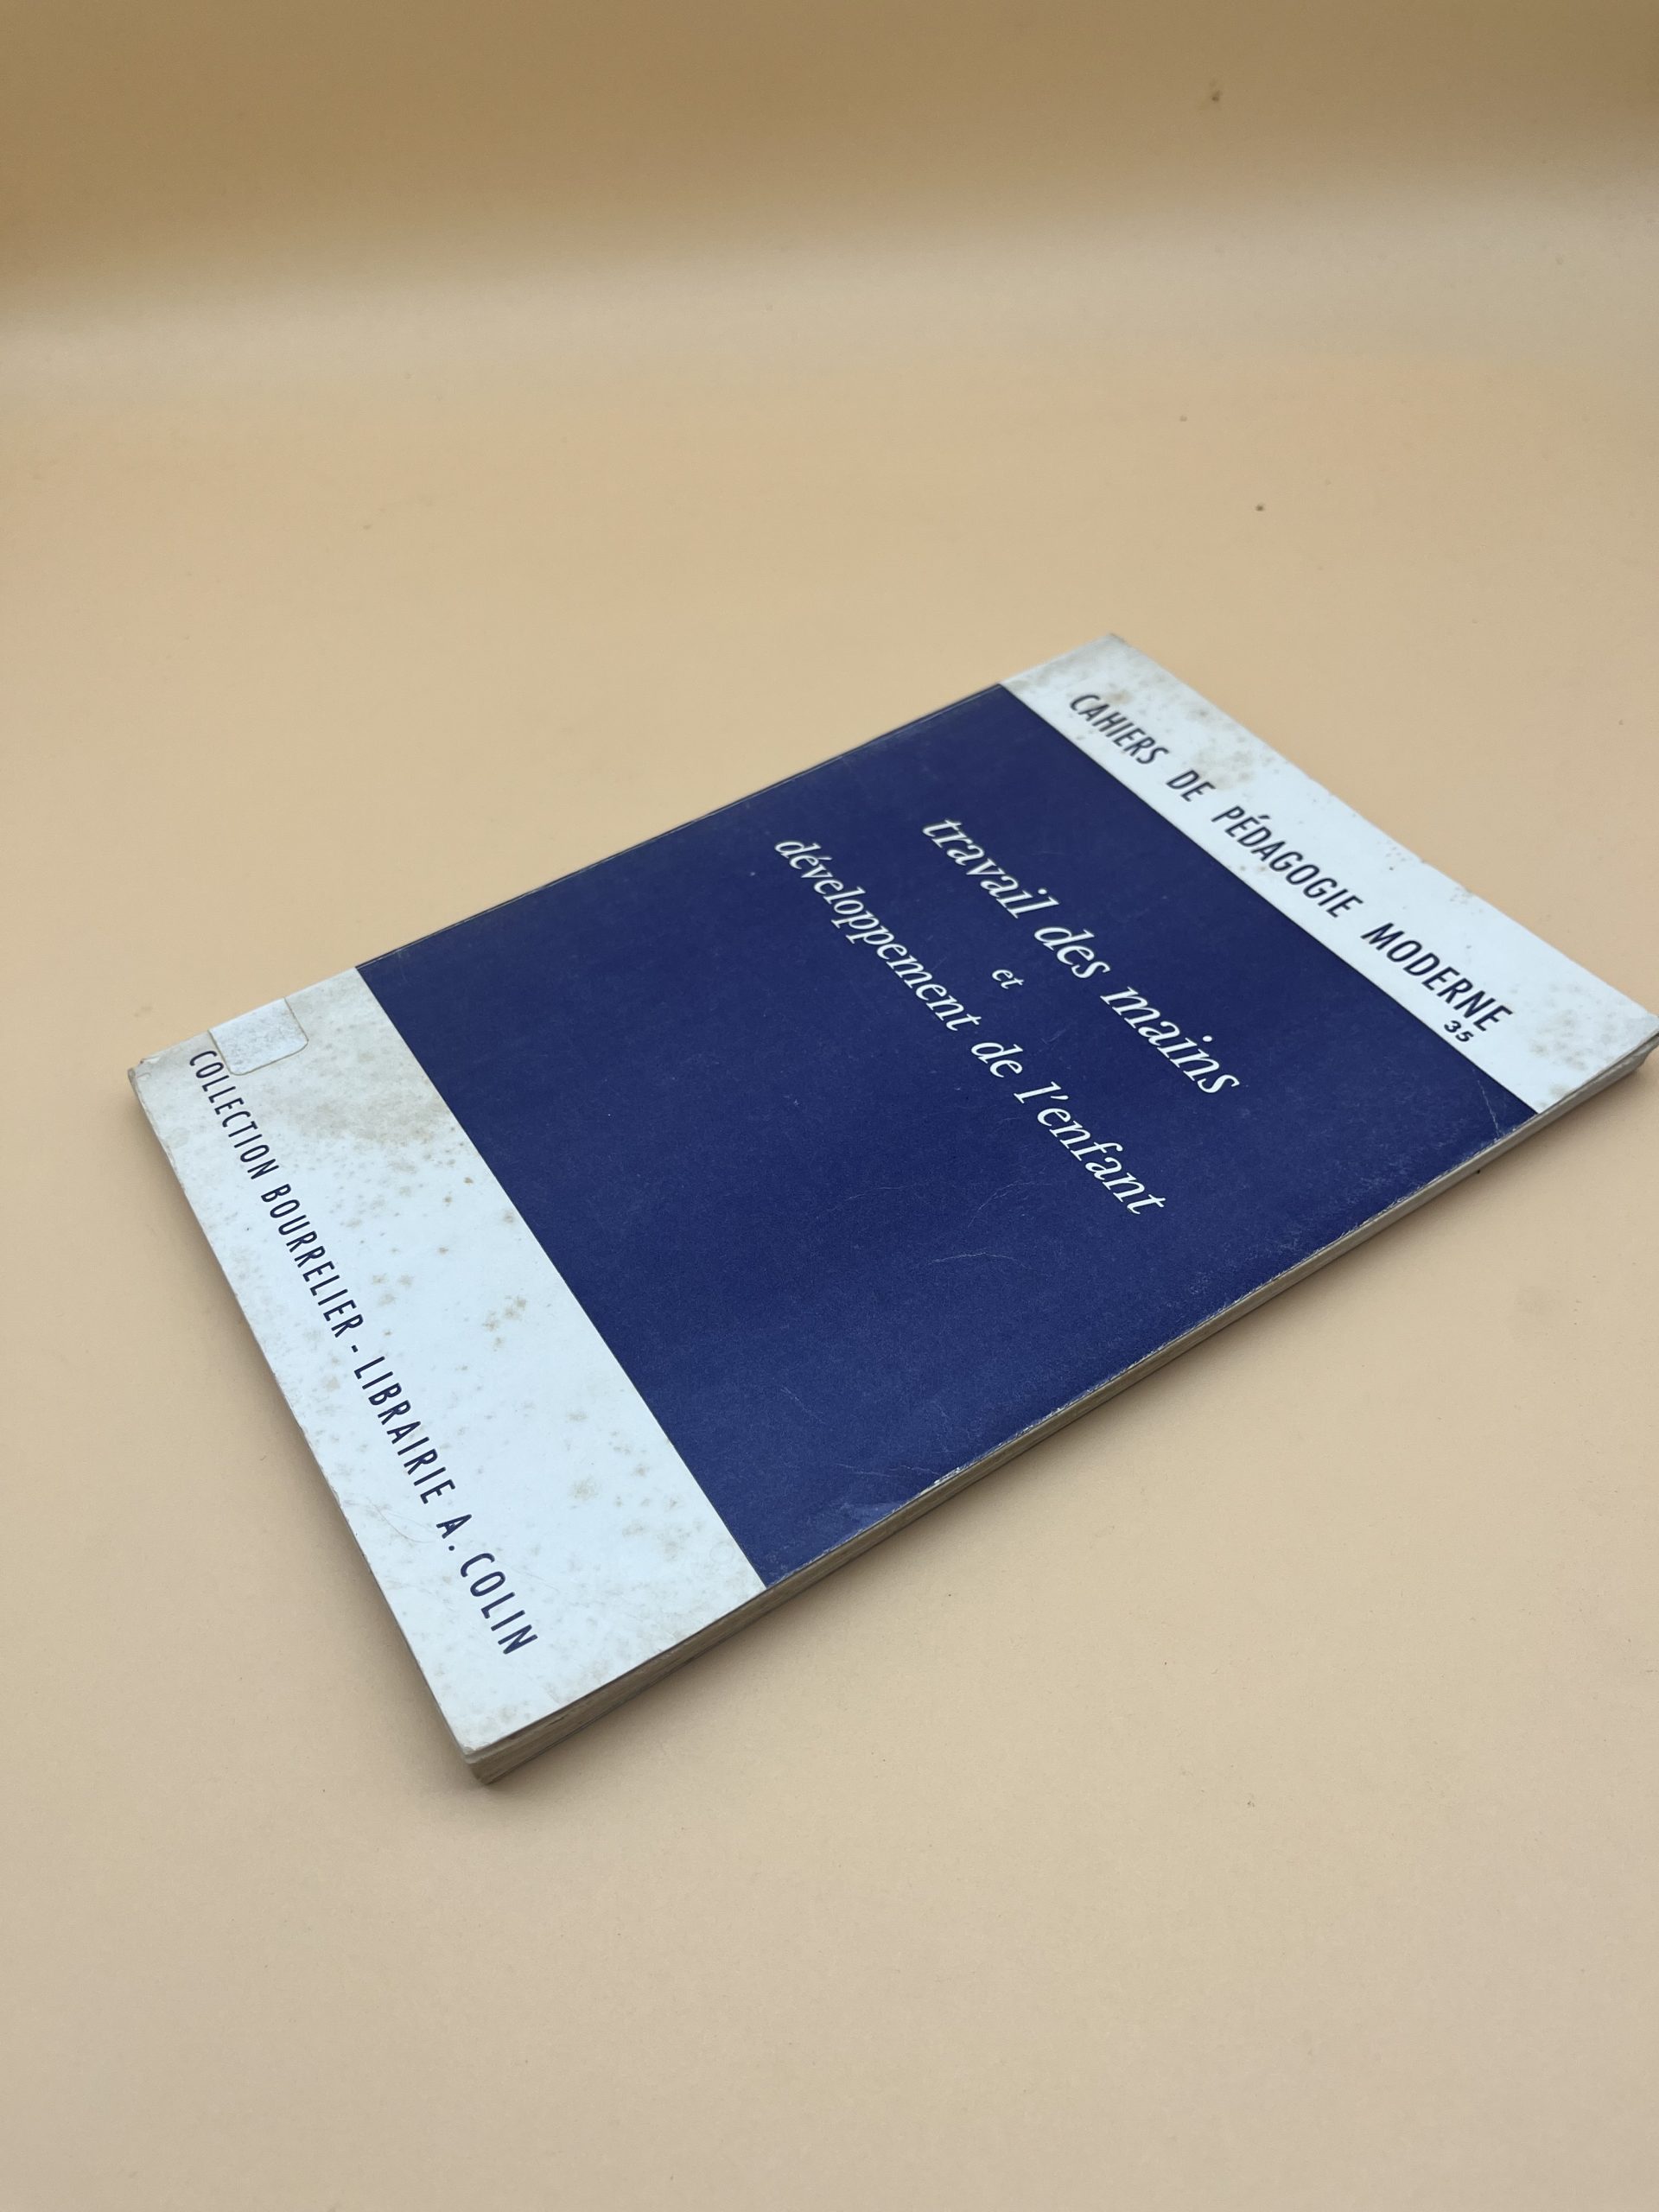 CAHIERS DE PÉDAGOGIE MODERNE
35
travail des mains
et
développement de l'enfant
COLLECTION BOURRELIER - LIBRAIRIE A. COLIN